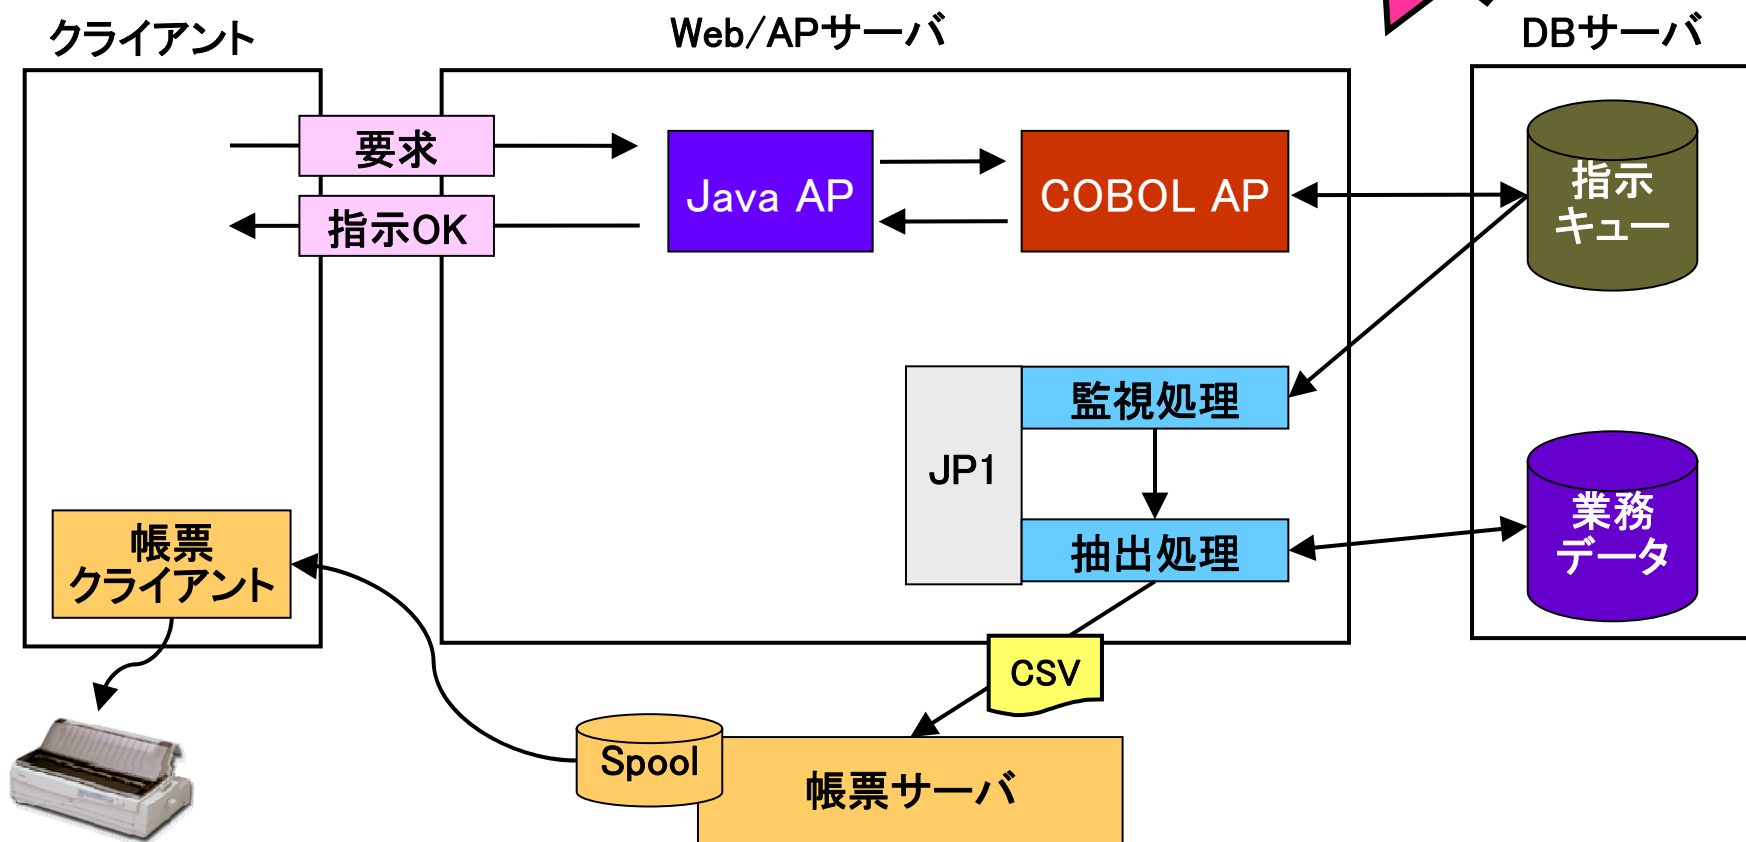 クライアント
Web/APサーバ
DBサーバ
要求
指示OK
Java AP
COBOL AP
指示
キュー
監視処理
JP1
抽出処理
業務
データ
帳票
クライアント
CSV
Spool
帳票サーバ